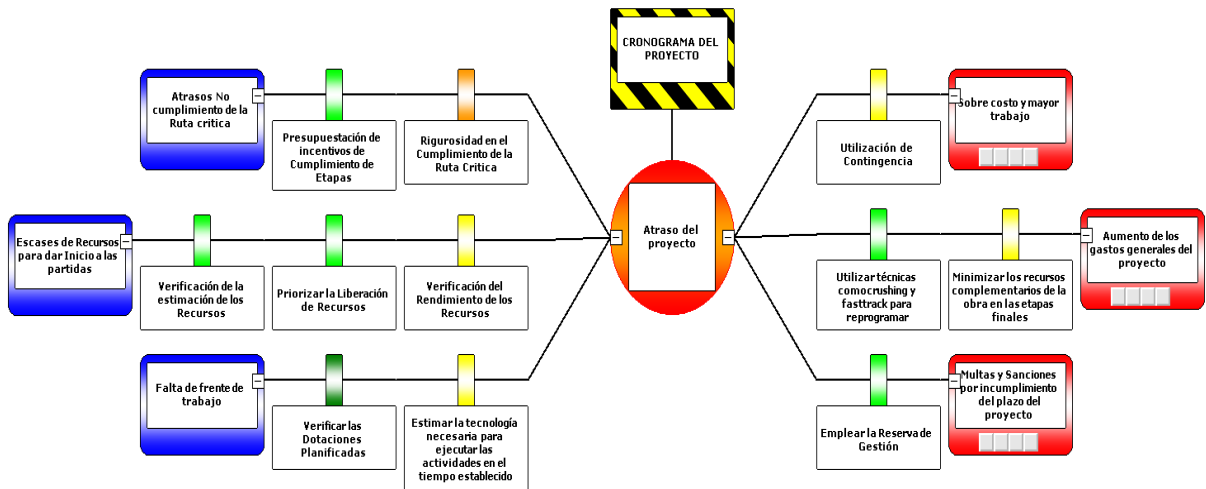 CRONOGRAMA DEL
PROYECTO
Atrasos No
cumplimiento de la
Ruta critica
Presupuestación de
incentivos de
Cumplimiento de
Etapas
Rigurosidad en el
Cumplimiento de la
Ruta Critica
Utilización de
Contingencia
Sobre costo y mayor
trabajo
Escases de Recursos
para dar Inicio a las
partidas
Verificación de la
estimación de los
Recursos
Priorizar la Liberación
de Recursos
Verificación del
Rendimiento de los
Recursos
Atraso del
proyecto
Utilizar técnicas
comocrushing y
fasttrack para
reprogramar
Minimizar los recursos
complementarios de la
obra en las etapas
finales
Aumento de los
gastos generales del
proyecto
Falta de frente de
trabajo
Verificar las
Dotaciones
Planificadas
Estimar la tecnología
necesaria para
ejecutar las
actividades en el
tiempo establecido
Emplear la Reserva de
Gestión
Multas y Sanciones
por incumplimiento
del plazo del
proyecto